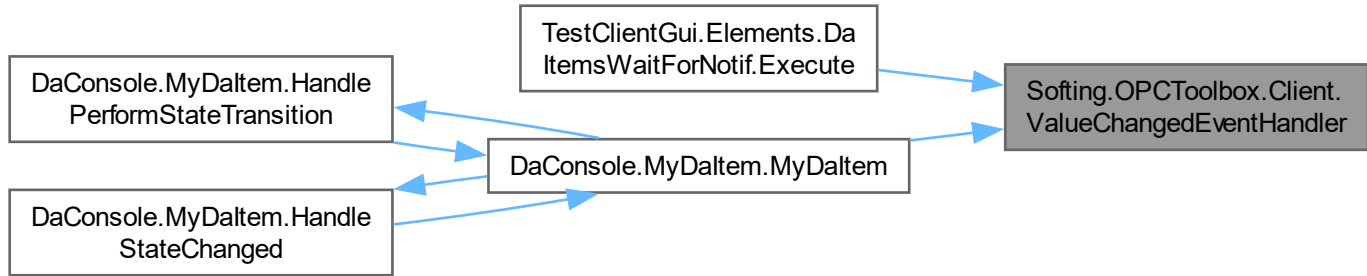 TestClientGui.Elements.Da
ItemsWaitForNotif.Execute
DaConsole.MyDaItem.Handle
PerformStateTransition
Softing.OPCToolbox.Client.
ValueChangedEventHandler
DaConsole.MyDaItem.MyDaItem
DaConsole.MyDaItem.Handle
StateChanged